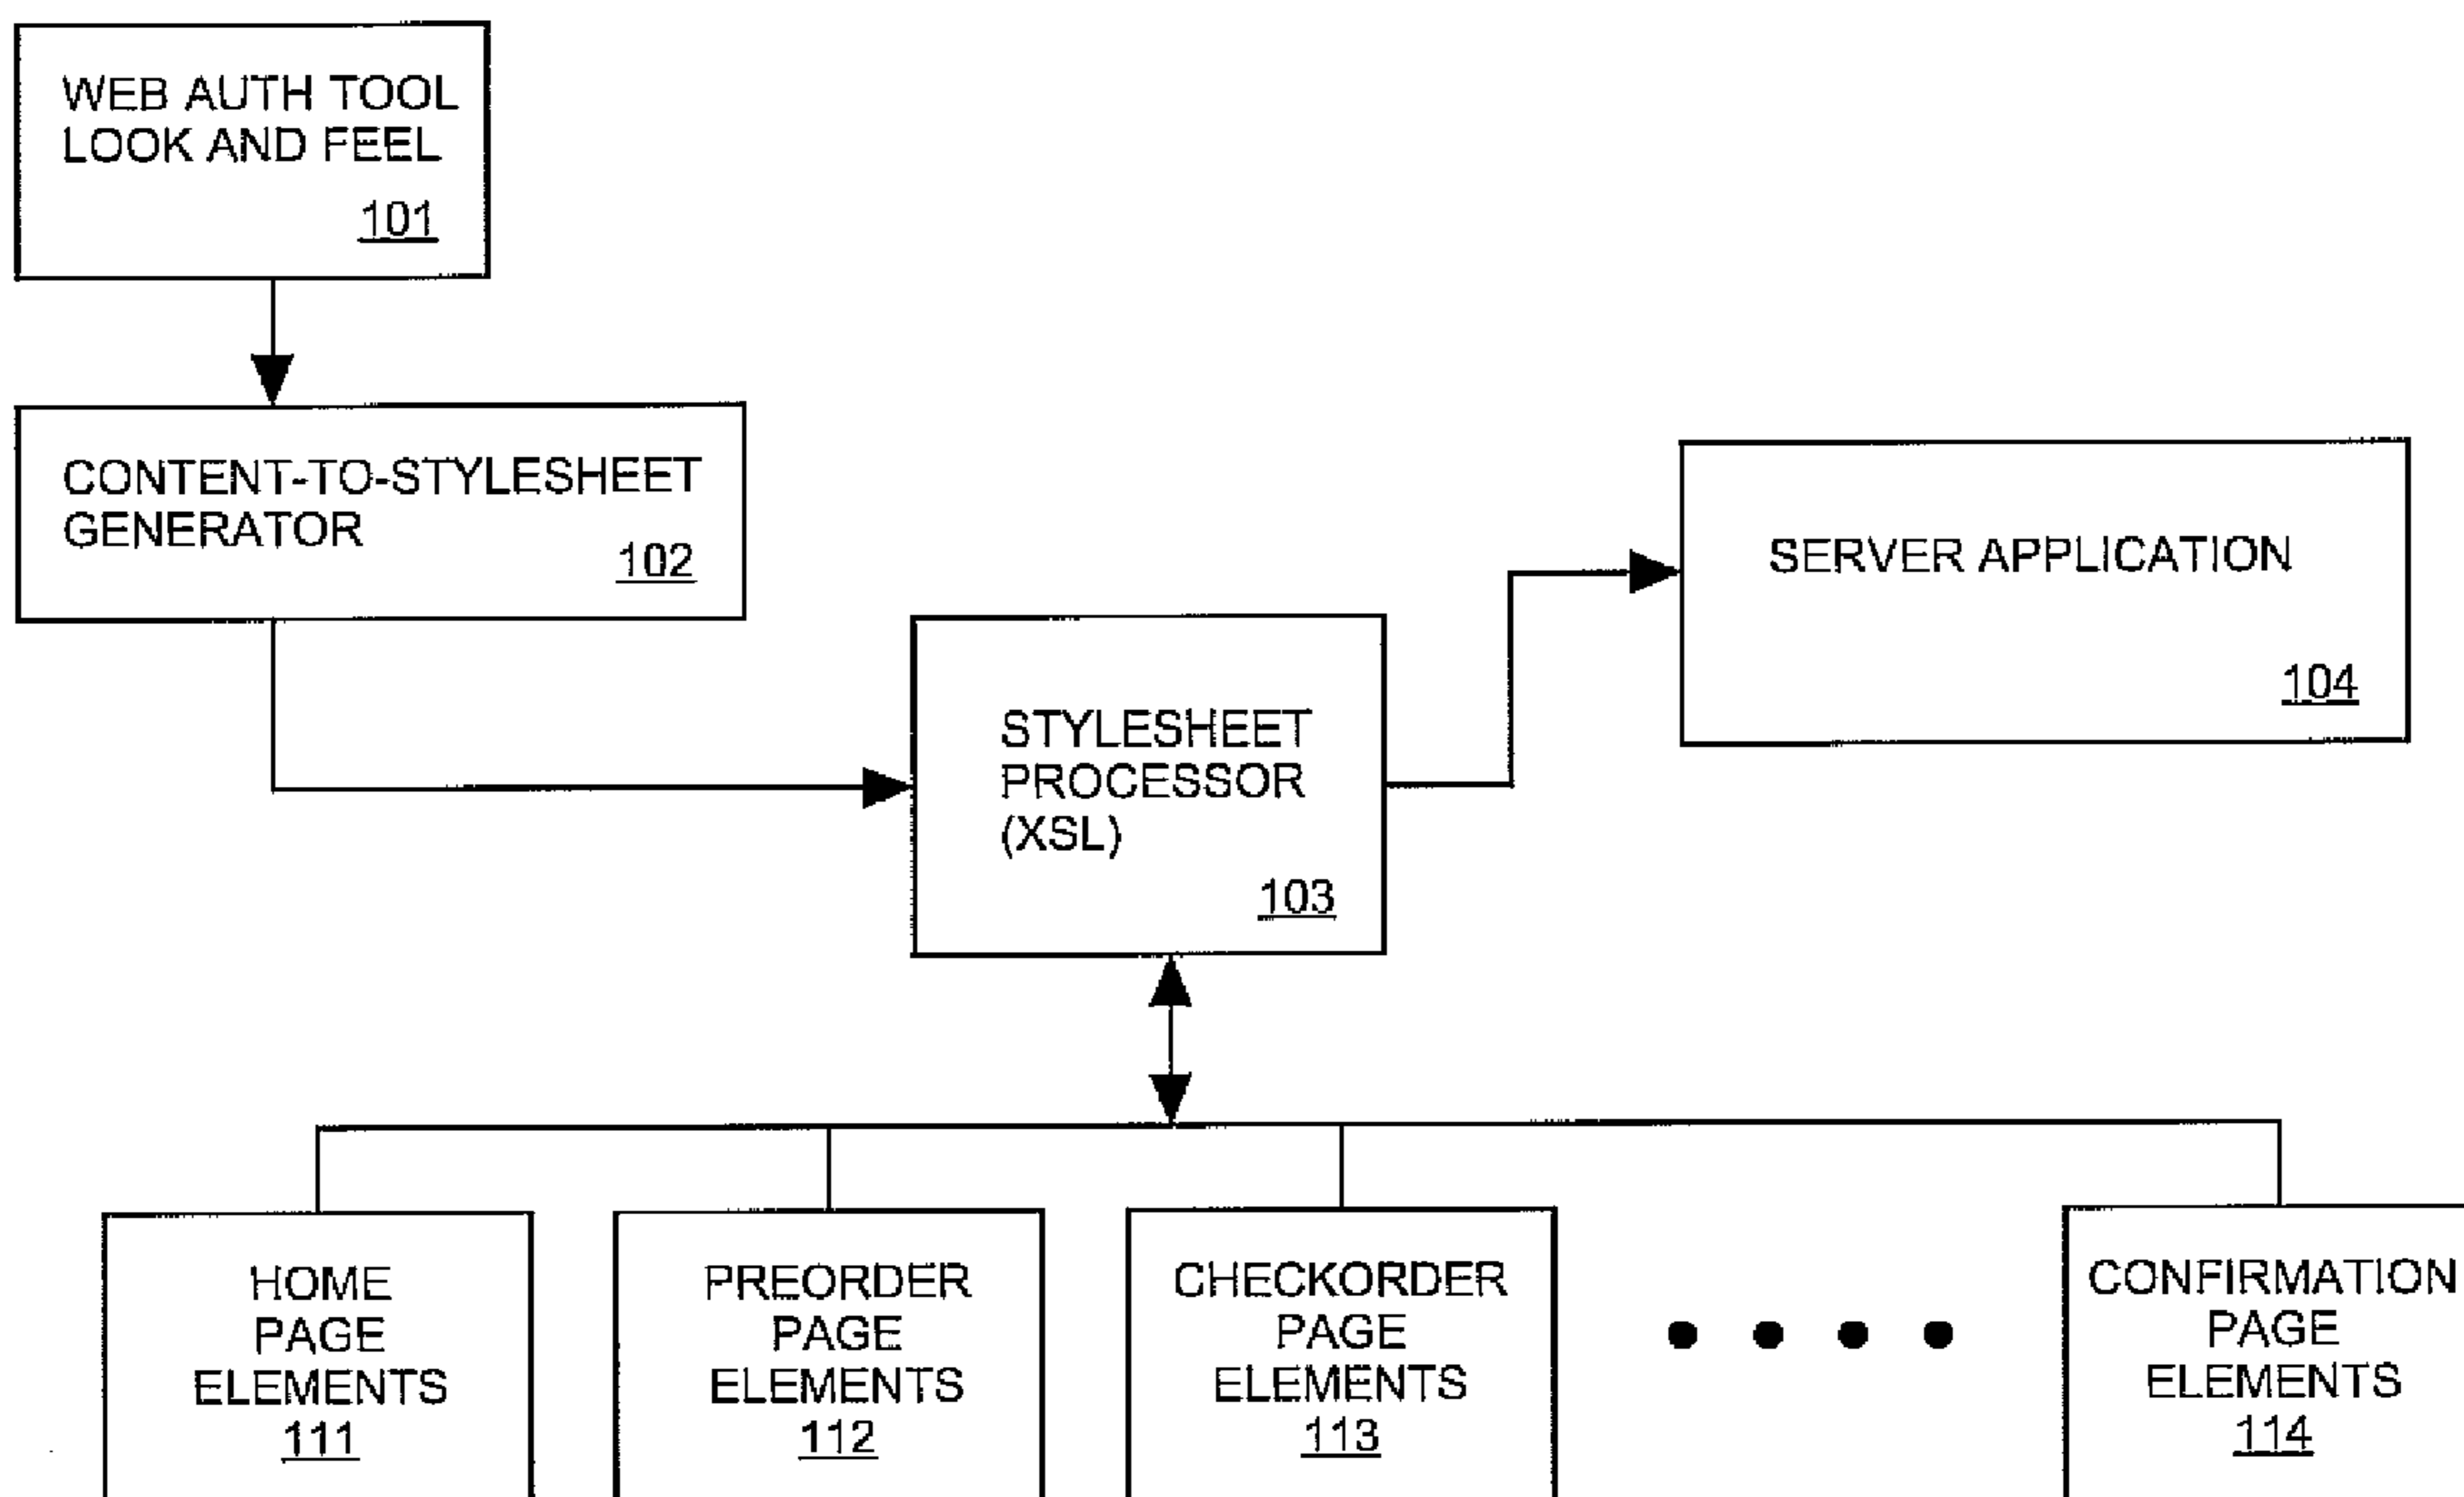 WEB AUTH TOOL
LOOK AND FEEL
101
CONTENT-TO-STYLESHEET
GENERATOR
102
SERVER APPLICATION
104
STYLESHEET
PROCESSOR
(XSL)
103
HOME
PAGE
ELEMENTS
111
PREORDER
PAGE
ELEMENTS
112
CHECKORDER
PAGE
ELEMENTS
113
CONFIRMATION
PAGE
ELEMENTS
114